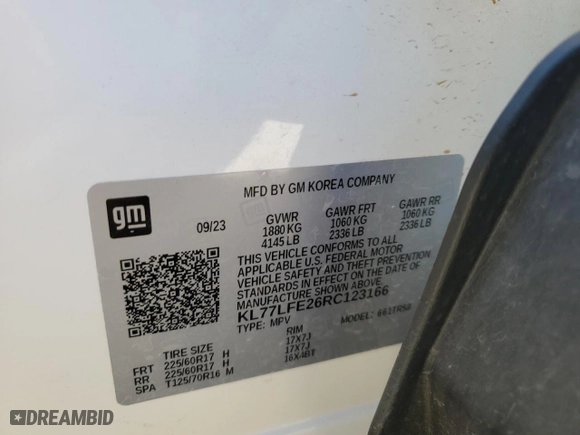 MFD BY GM KOREA COMPANY
gm
09/23
GVWR GAWR FRT GAWR RR
1880 KG 1060 KG 1060 KG
4145 LB 2336 LB 2336 LB
THIS VEHICLE CONFORMS TO ALL
APPLICABLE U.S. FEDERAL MOTOR
VEHICLE SAFETY AND THEFT PREVENTION
STANDARDS IN EFFECT ON THE DATE OF
MANUFACTURE SHOWN ABOVE.
KL77LFE26RC123166
TYPE: MPV
TIRE SIZE RIM
FRT 225/60R17 H 17X7J
RR 225/60R17 H 17X7J
SPA T125/70R16 M 16X4BT
DREAMBID